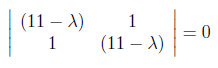 | (11 − λ) 1 |
| 1 (11 − λ) | = 0